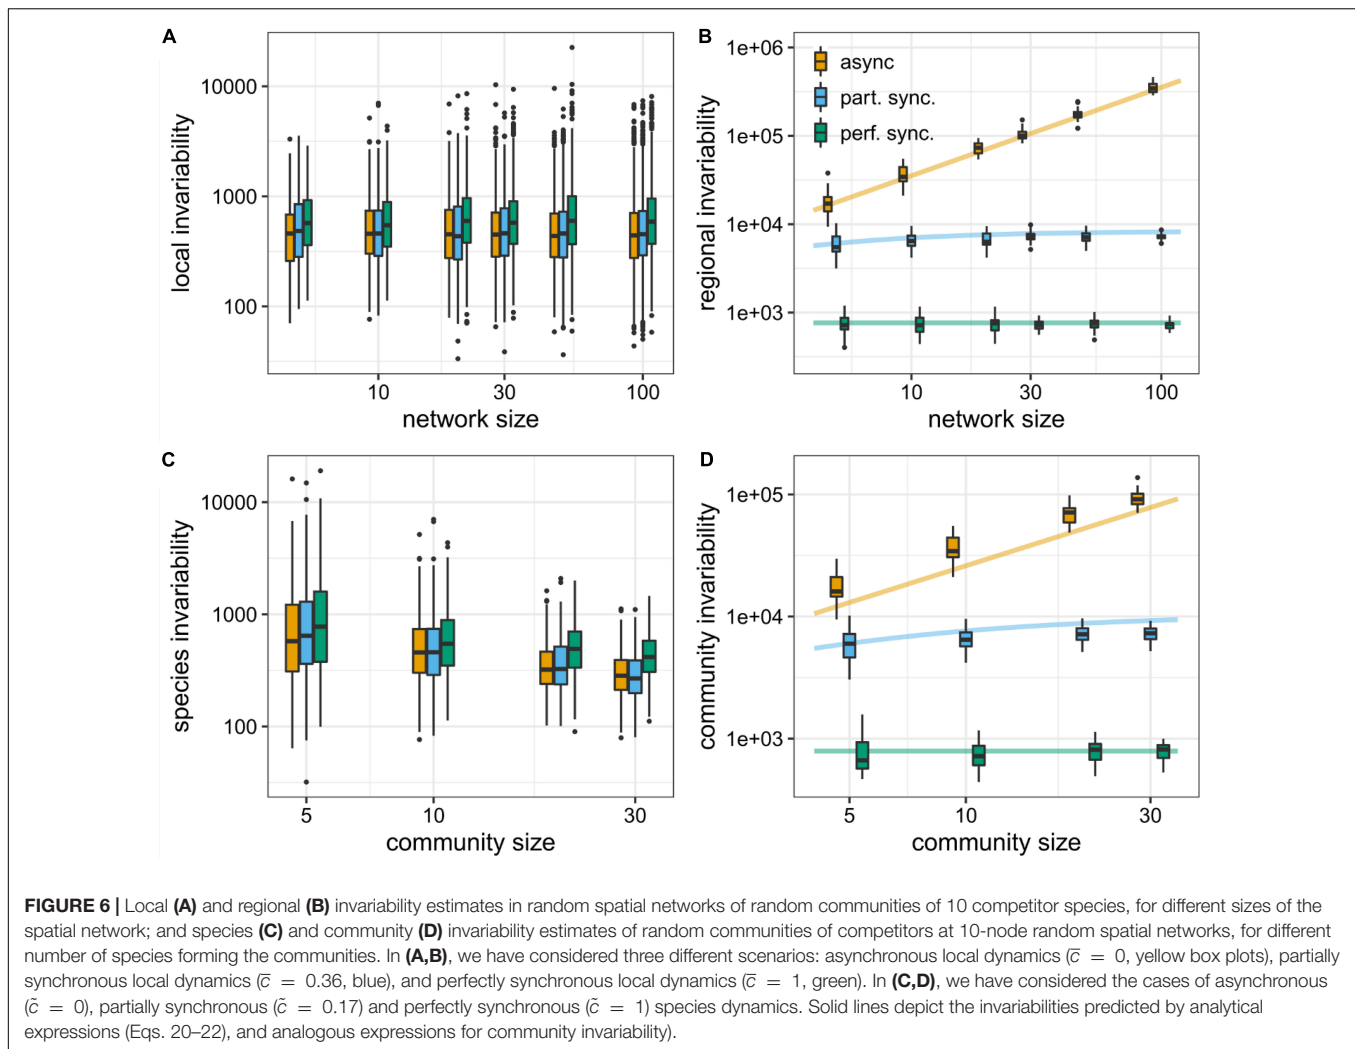 A
10000
1000
100
local invariability
10
30
100
network size
B
1e+06
1e+05
1e+04
1e+03
regional invariability
async
part. sync.
perf. sync.
10
30
100
network size
C
10000
1000
100
species invariability
5
10
30
community size
D
1e+05
1e+04
1e+03
community invariability
5
10
30
community size
FIGURE 6 | Local (A) and regional (B) invariability estimates in random spatial networks of random communities of 10 competitor species, for different sizes of the
spatial network; and species (C) and community (D) invariability estimates of random communities of competitors at 10-node random spatial networks, for different
number of species forming the communities. In (A,B), we have considered three different scenarios: asynchronous local dynamics (c̅ = 0, yellow box plots), partially
synchronous local dynamics (c̅ = 0.36, blue), and perfectly synchronous local dynamics (c̅ = 1, green). In (C,D), we have considered the cases of asynchronous
(c̃ = 0), partially synchronous (c̃ = 0.17) and perfectly synchronous (c̃ = 1) species dynamics. Solid lines depict the invariabilities predicted by analytical
expressions (Eqs. 20–22), and analogous expressions for community invariability).